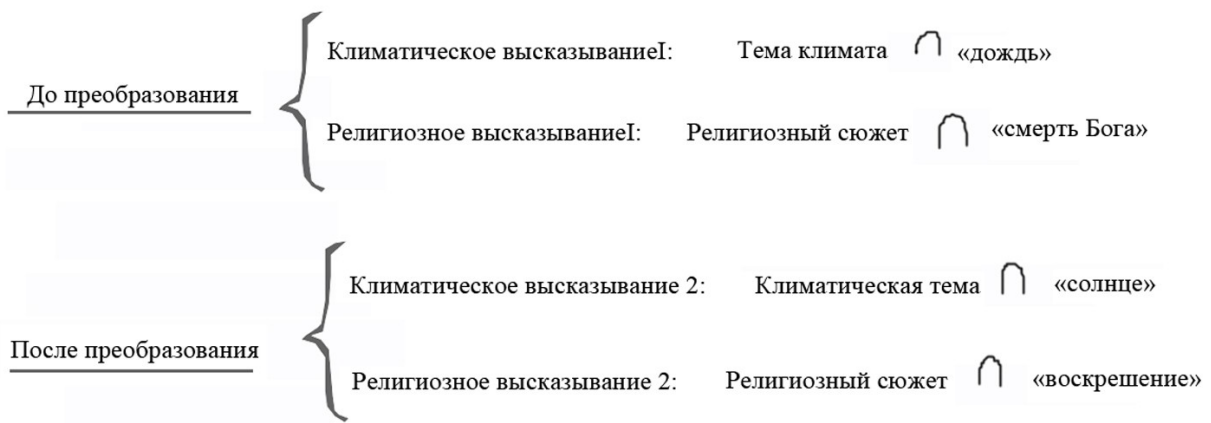 Климатическое высказываниеI: Тема климата ∩ «дождь»
До преобразования
Религиозное высказываниеI: Религиозный сюжет ∩ «смерть Бога»
Климатическое высказывание 2: Климатическая тема ∩ «солнце»
После преобразования
Религиозное высказывание 2: Религиозный сюжет ∩ «воскрешение»